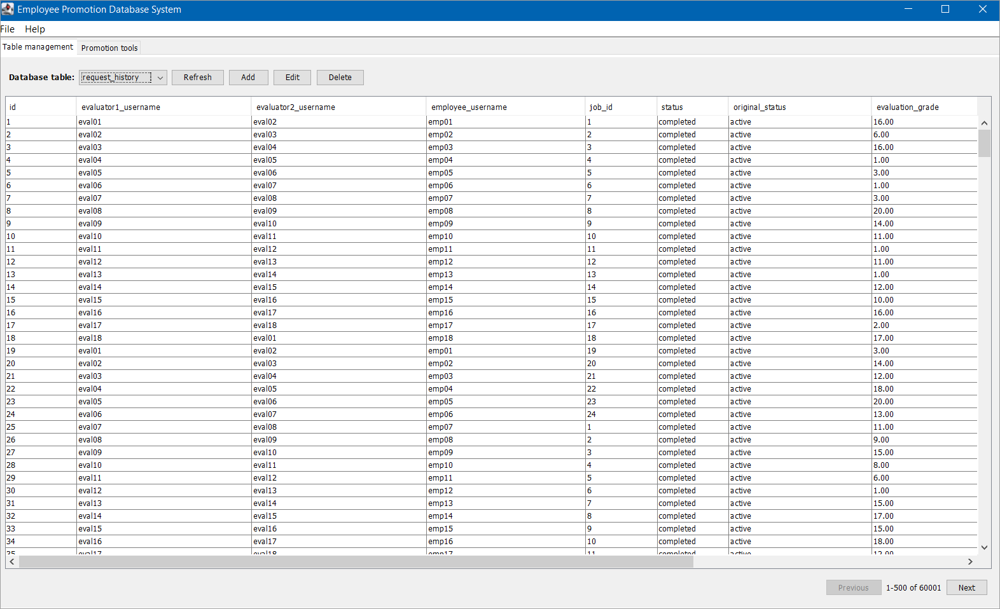 Employee Promotion Database System
File Help
Table management Promotion tools
Database table: request_history Refresh Add Edit Delete
id evaluator1_username evaluator2_username employee_username job_id status original_status evaluation_grade
1 eval01 eval02 emp01 1 completed active 16.00
2 eval02 eval03 emp02 2 completed active 6.00
3 eval03 eval04 emp03 3 completed active 16.00
4 eval04 eval05 emp04 4 completed active 1.00
5 eval05 eval06 emp05 5 completed active 3.00
6 eval06 eval07 emp06 6 completed active 1.00
7 eval07 eval08 emp07 7 completed active 3.00
8 eval08 eval09 emp08 8 completed active 20.00
9 eval09 eval10 emp09 9 completed active 14.00
10 eval10 eval11 emp10 10 completed active 11.00
11 eval11 eval12 emp11 11 completed active 1.00
12 eval12 eval13 emp12 12 completed active 11.00
13 eval13 eval14 emp13 13 completed active 1.00
14 eval14 eval15 emp14 14 completed active 12.00
15 eval15 eval16 emp15 15 completed active 10.00
16 eval16 eval17 emp16 16 completed active 16.00
17 eval17 eval18 emp17 17 completed active 2.00
18 eval18 eval01 emp18 18 completed active 17.00
19 eval01 eval02 emp01 19 completed active 3.00
20 eval02 eval03 emp02 20 completed active 14.00
21 eval03 eval04 emp03 21 completed active 12.00
22 eval04 eval05 emp04 22 completed active 18.00
23 eval05 eval06 emp05 23 completed active 20.00
24 eval06 eval07 emp06 24 completed active 13.00
25 eval07 eval08 emp07 1 completed active 11.00
26 eval08 eval09 emp08 2 completed active 9.00
27 eval09 eval10 emp09 3 completed active 15.00
28 eval10 eval11 emp10 4 completed active 8.00
29 eval11 eval12 emp11 5 completed active 6.00
30 eval12 eval13 emp12 6 completed active 1.00
31 eval13 eval14 emp13 7 completed active 15.00
32 eval14 eval15 emp14 8 completed active 17.00
33 eval15 eval16 emp15 9 completed active 15.00
34 eval16 eval17 emp16 10 completed active 18.00
35 eval17 eval18 emp17 11 completed active 12.00
Previous 1-500 of 60001 Next